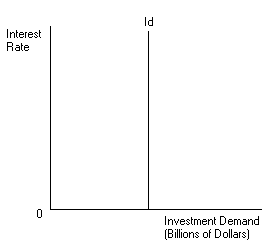 Id
Interest
Rate
0
Investment Demand
(Billions of Dollars)